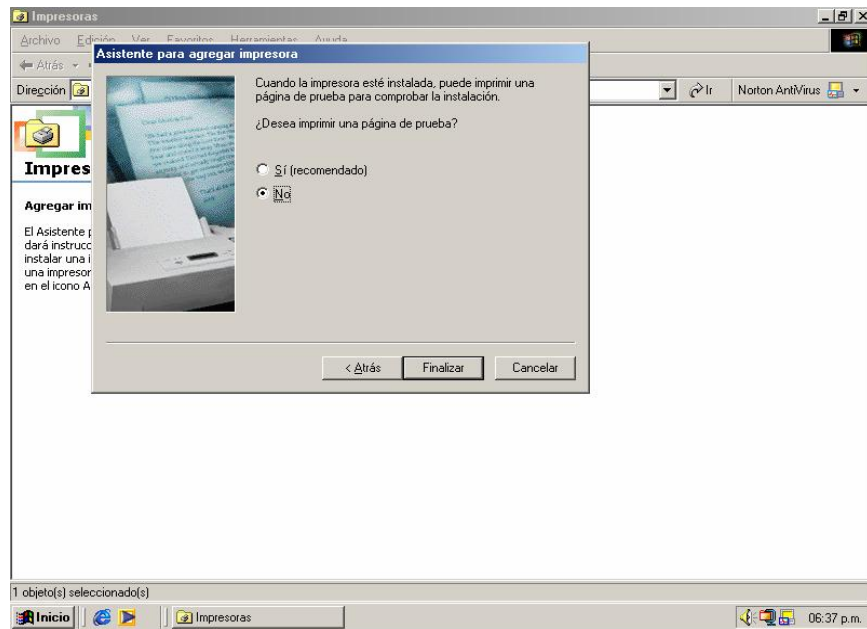 Impresoras
Archivo Edición Ver Favoritos Herramientas Ayuda
Asistente para agregar impresora
Atrás
Dirección
Ir
Norton AntiVirus
Cuando la impresora esté instalada, puede imprimir una
página de prueba para comprobar la instalación.
¿Desea imprimir una página de prueba?
Sí (recomendado)
No
Impres
Agregar im
El Asistente p
dará instrucc
instalar una i
una impresor
en el icono A
< Atrás
Finalizar
Cancelar
1 objeto(s) seleccionado(s)
Inicio
Impresoras
06:37 p.m.